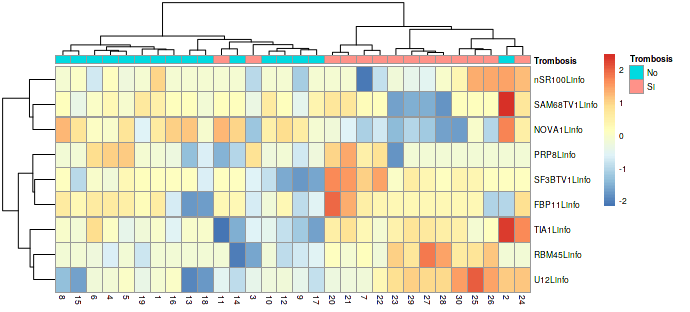 Trombosis
nSR100Linfo
SAM68TV1Linfo
NOVA1Linfo
PRP8Linfo
SF3BTV1Linfo
FBP11Linfo
TIA1Linfo
RBM45Linfo
U12Linfo
8 15 6 4 5 19 1 16 13 18 11 14 3 10 12 9 17 20 21 7 22 23 29 27 28 30 25 26 2 24
2
1
0
-1
-2
Trombosis
No
SI